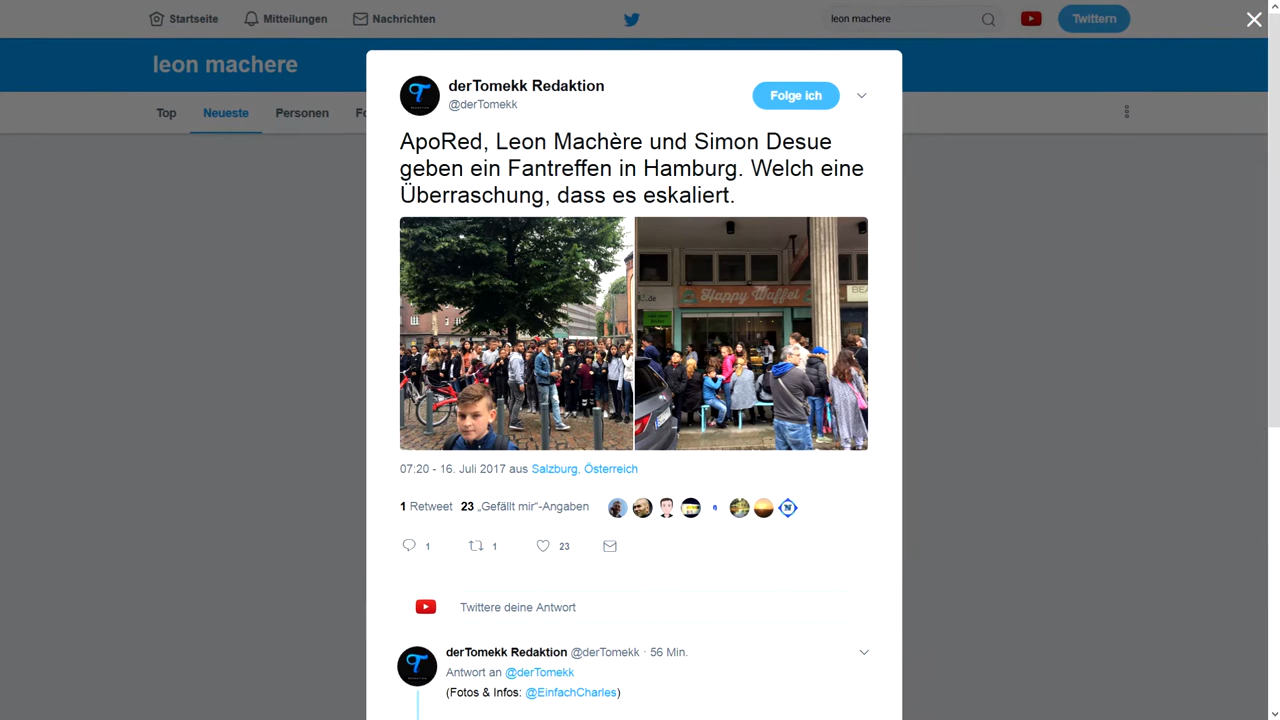 Startseite
Mitteilungen
Nachrichten
leon machere
Twittern
leon machere
Top
Neueste
Personen
Fo
derTomekk Redaktion
@derTomekk
Folge ich
ApoRed, Leon Machère und Simon Desue
geben ein Fantreffen in Hamburg. Welch eine
Überraschung, dass es eskaliert.
Happy Waffel
.de
BEA
07:20 - 16. Juli 2017 aus Salzburg, Österreich
1 Retweet 23 „Gefällt mir“-Angaben
1 1 23
Twittere deine Antwort
derTomekk Redaktion @derTomekk · 56 Min.
Antwort an @derTomekk
(Fotos & Infos: @EinfachCharles)